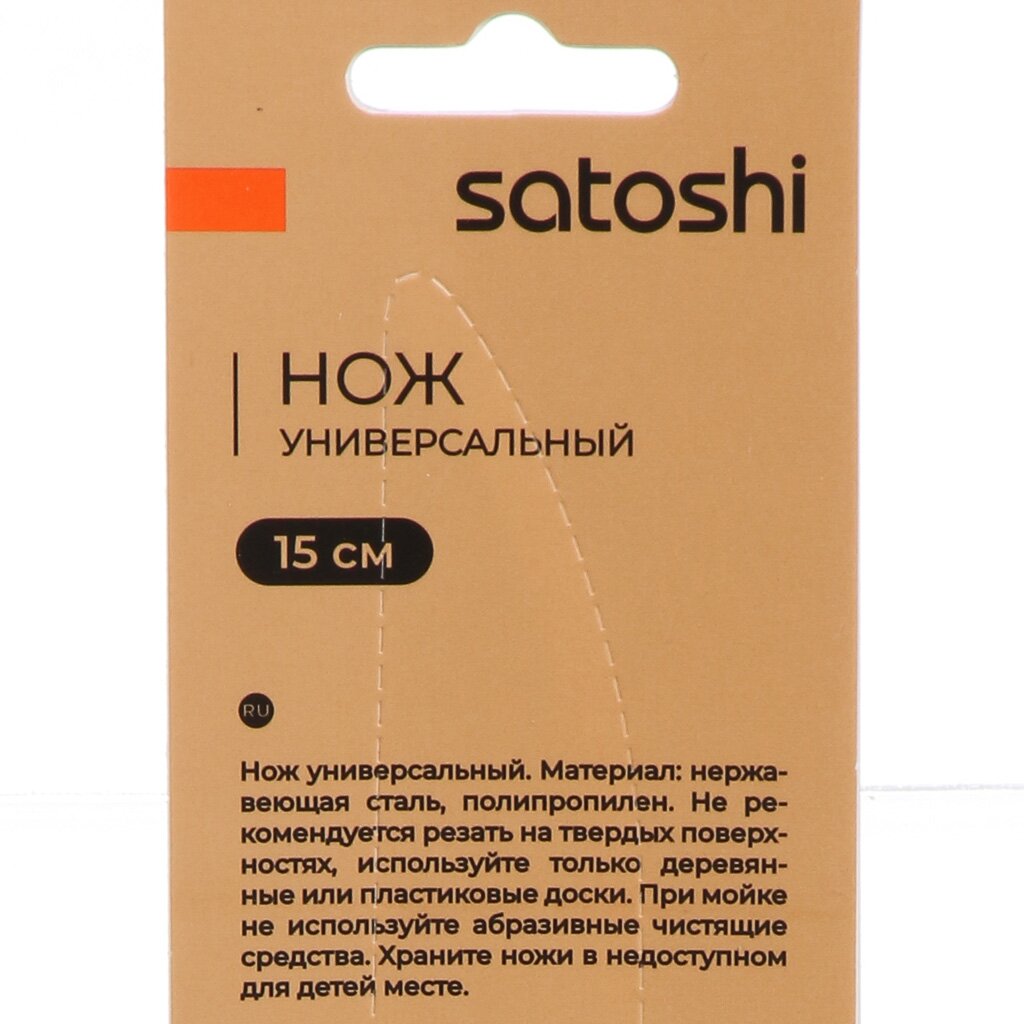 satoshi
НОЖ
УНИВЕРСАЛЬНЫЙ
15 см
RU
Нож универсальный. Материал: нержа-
веющая сталь, полипропилен. Не ре-
комендуется резать на твердых поверх-
ностях, используйте только деревян-
ные или пластиковые доски. При мойке
не используйте абразивные чистящие
средства. Храните ножи в недоступном
для детей месте.